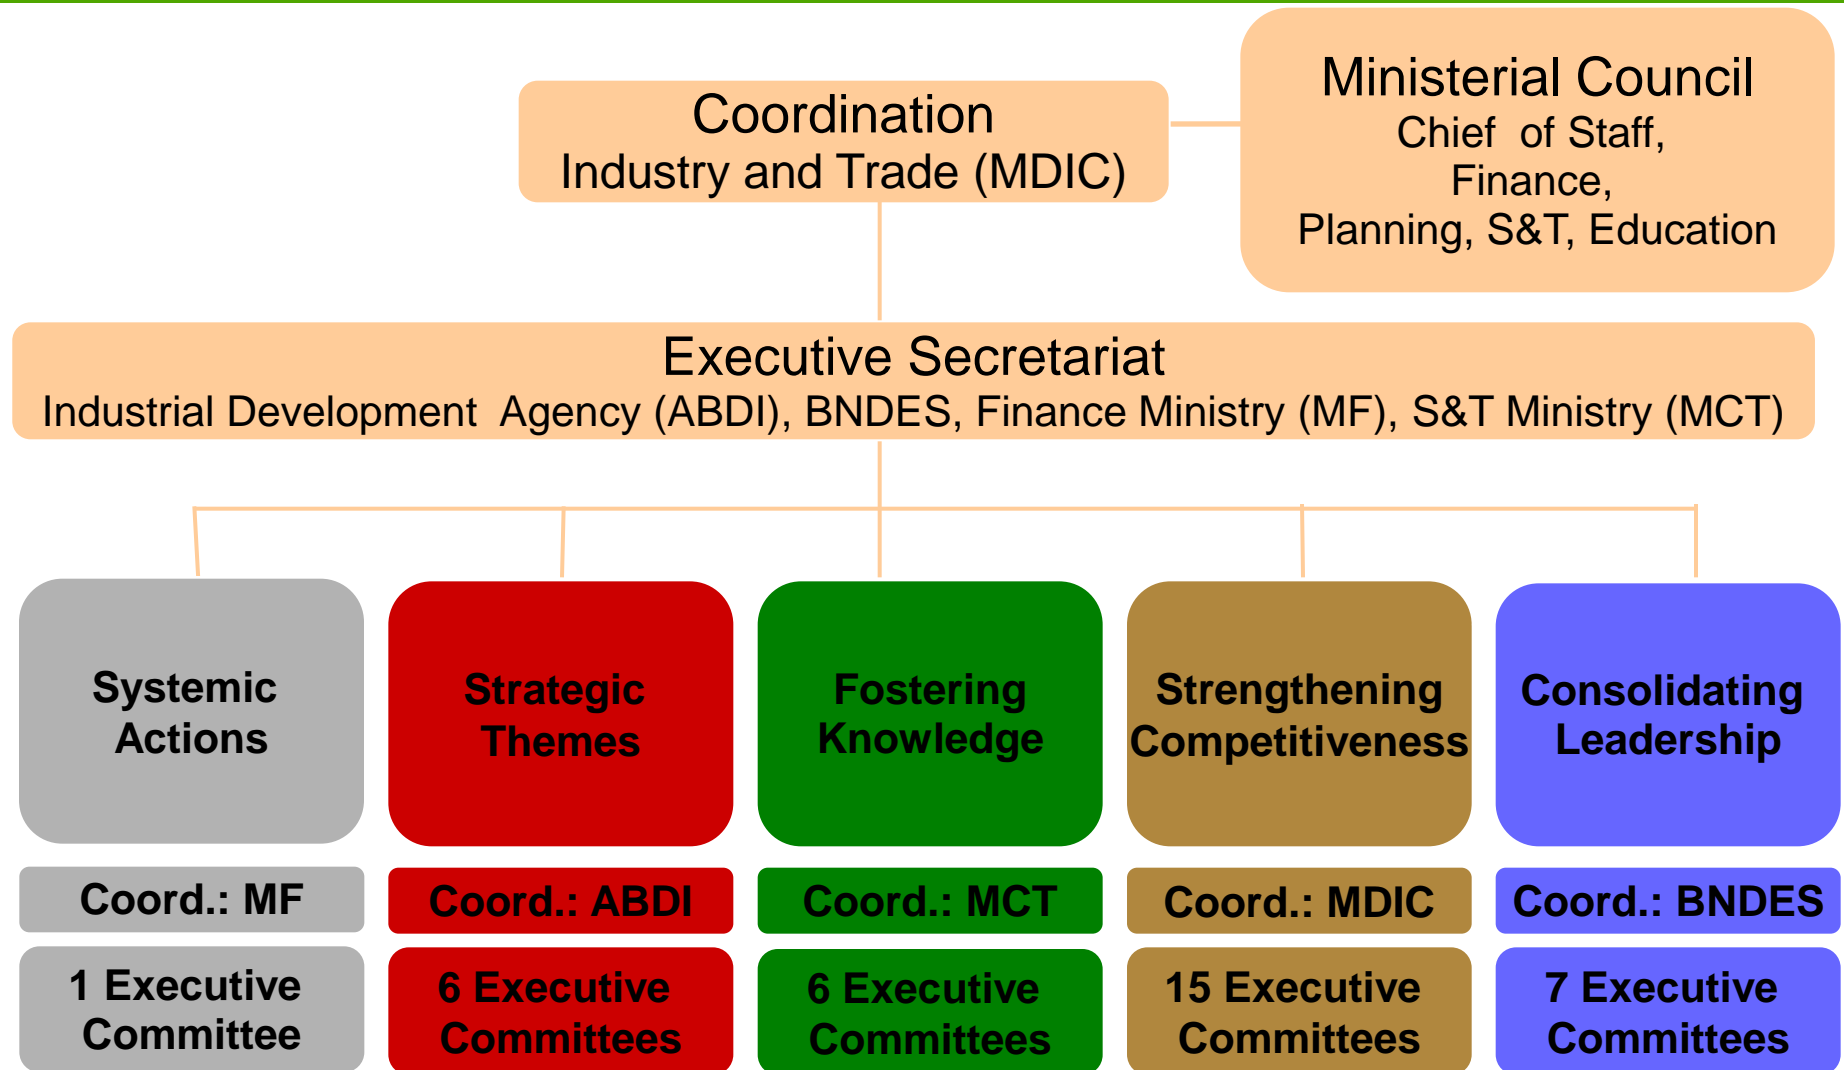 Coordination
Industry and Trade (MDIC)
Ministerial Council
Chief of Staff,
Finance,
Planning, S&T, Education
Executive Secretariat
Industrial Development Agency (ABDI), BNDES, Finance Ministry (MF), S&T Ministry (MCT)
Systemic
Actions
Strategic
Themes
Fostering
Knowledge
Strengthening
Competitiveness
Consolidating
Leadership
Coord.: MF
Coord.: ABDI
Coord.: MCT
Coord.: MDIC
Coord.: BNDES
1 Executive
Committee
6 Executive
Committees
6 Executive
Committees
15 Executive
Committees
7 Executive
Committees